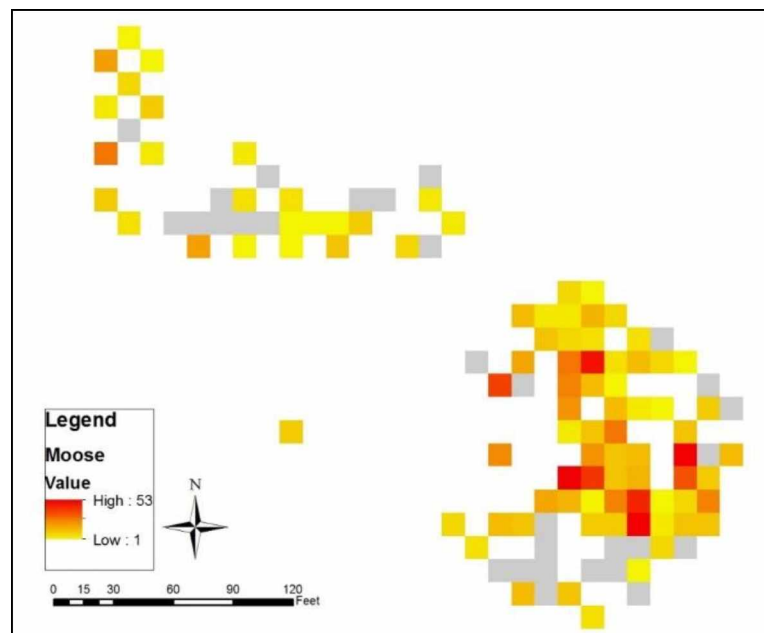 Legend
Moose
Value
High : 53
Low : 1
N
0 15 30 60 90 120
Feet